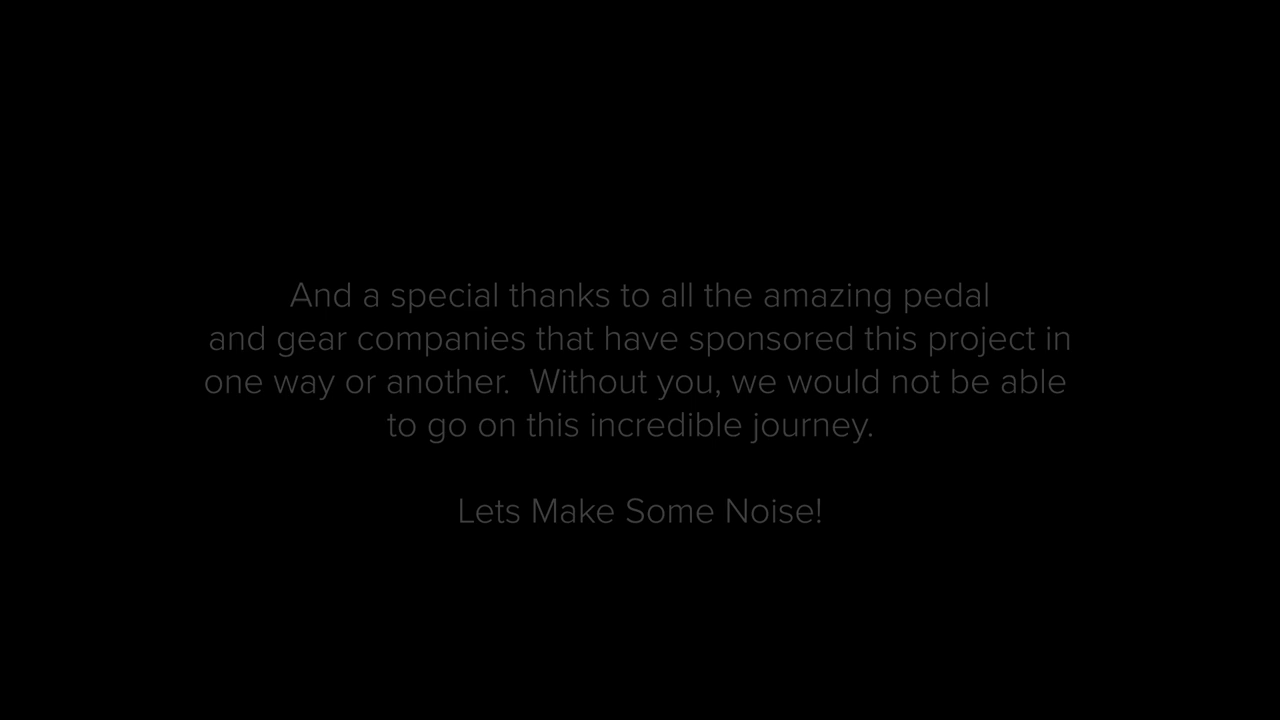 And a special thanks to all the amazing pedal
and gear companies that have sponsored this project in
one way or another.  Without you, we would not be able
to go on this incredible journey.
Lets Make Some Noise!